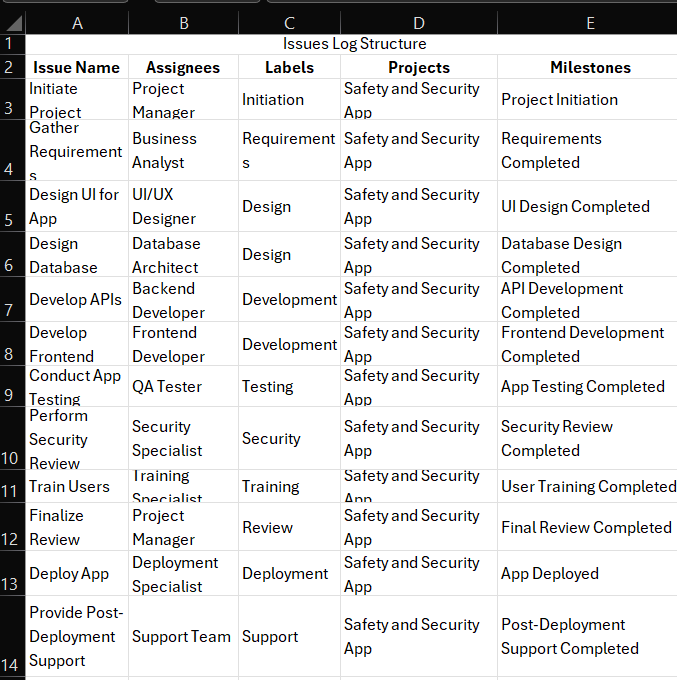 A B C D E
1 Issues Log Structure
2 Issue Name Assignees Labels Projects Milestones
3 Initiate Project Project Manager Initiation Safety and Security App Project Initiation
4 Gather Requirements Business Analyst Requirements Safety and Security App Requirements Completed
5 Design UI for App UI/UX Designer Design Safety and Security App UI Design Completed
6 Design Database Database Architect Design Safety and Security App Database Design Completed
7 Develop APIs Backend Developer Development Safety and Security App API Development Completed
8 Develop Frontend Frontend Developer Development Safety and Security App Frontend Development Completed
9 Conduct App Testing QA Tester Testing Safety and Security App App Testing Completed
10 Perform Security Review Security Specialist Security Safety and Security App Security Review Completed
11 Train Users Training Specialist Training Safety and Security App User Training Completed
12 Finalize Review Project Manager Review Safety and Security App Final Review Completed
13 Deploy App Deployment Specialist Deployment Safety and Security App App Deployed
14 Provide Post-Deployment Support Support Team Support Safety and Security App Post-Deployment Support Completed